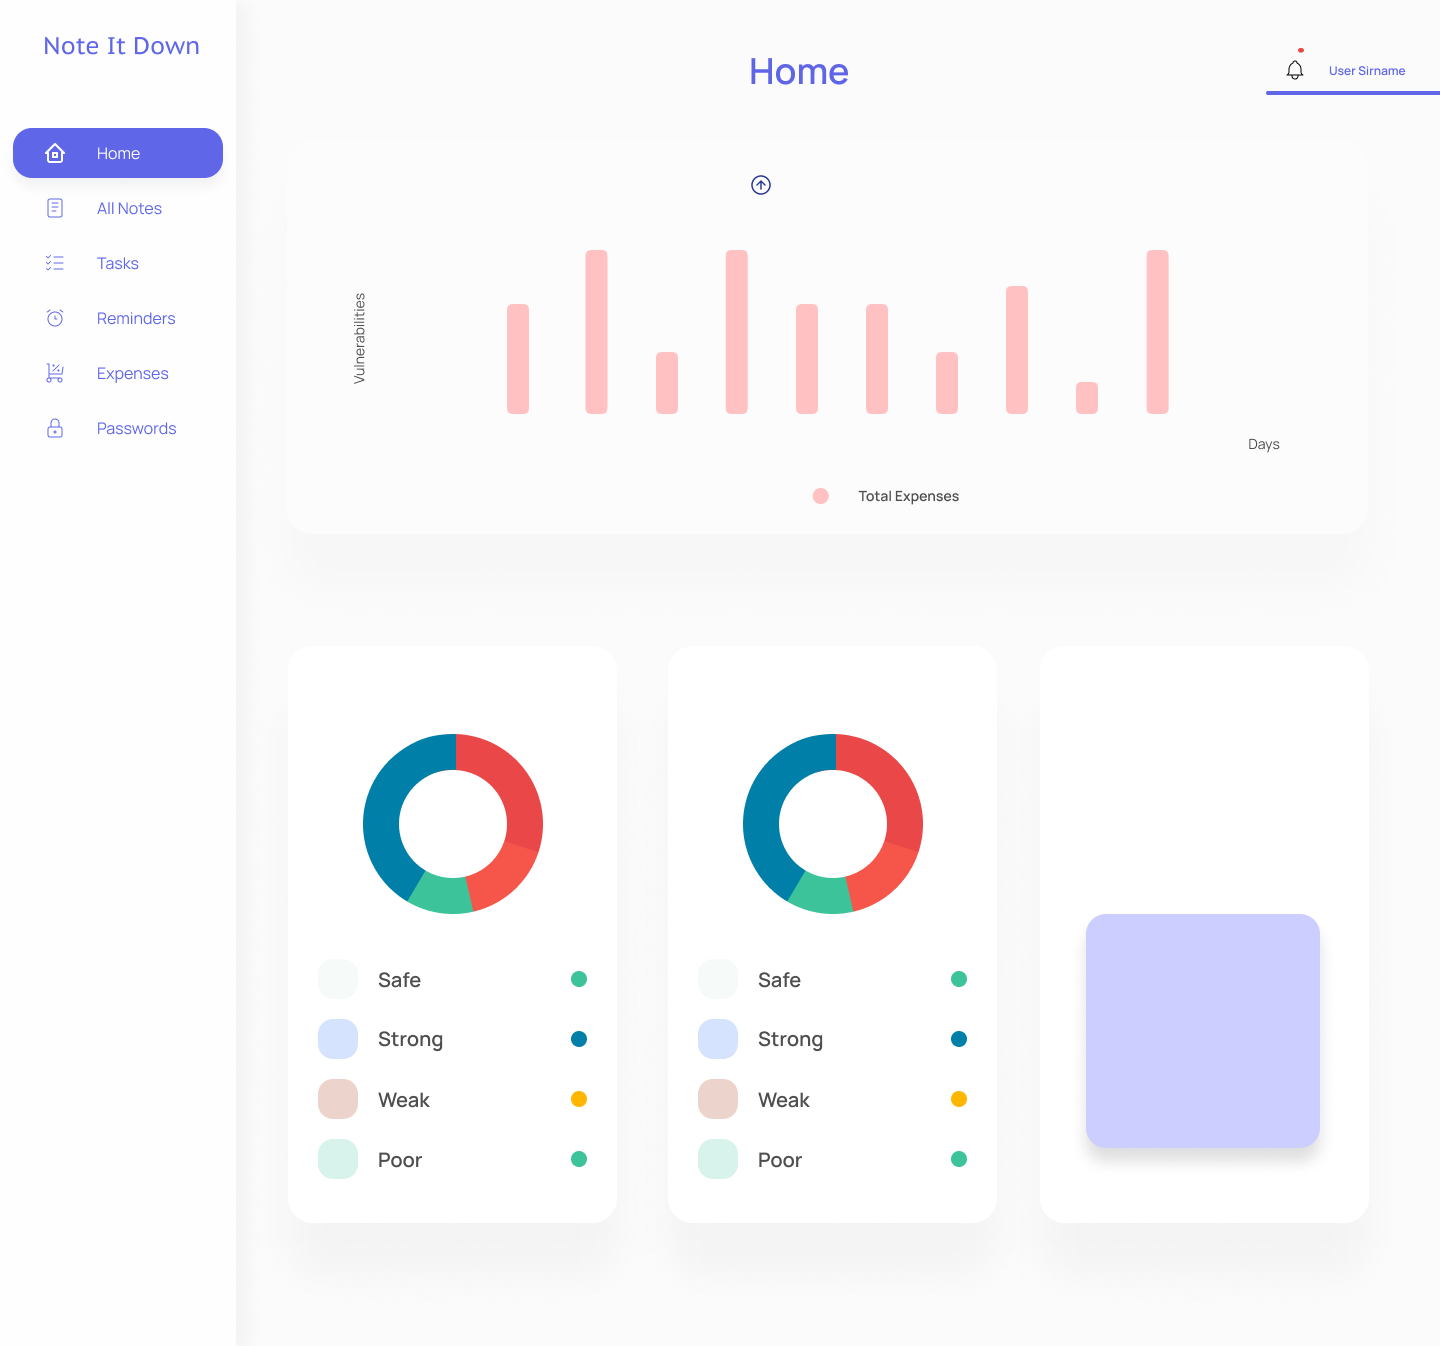 Note It Down
Home
User Sirname
Home
All Notes
Tasks
Reminders
Expenses
Passwords
Vulnerabilities
Days
Total Expenses
Safe
Strong
Weak
Poor
Safe
Strong
Weak
Poor